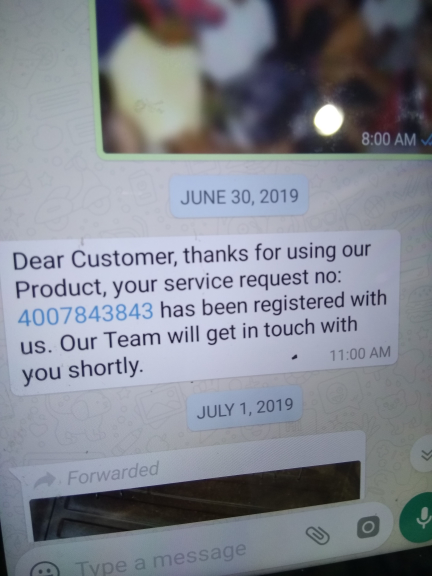 8:00 AM
JUNE 30, 2019
Dear Customer, thanks for using our
Product, your service request no:
4007843843 has been registered with
us. Our Team will get in touch with
you shortly.
11:00 AM
JULY 1, 2019
Forwarded
Type a message